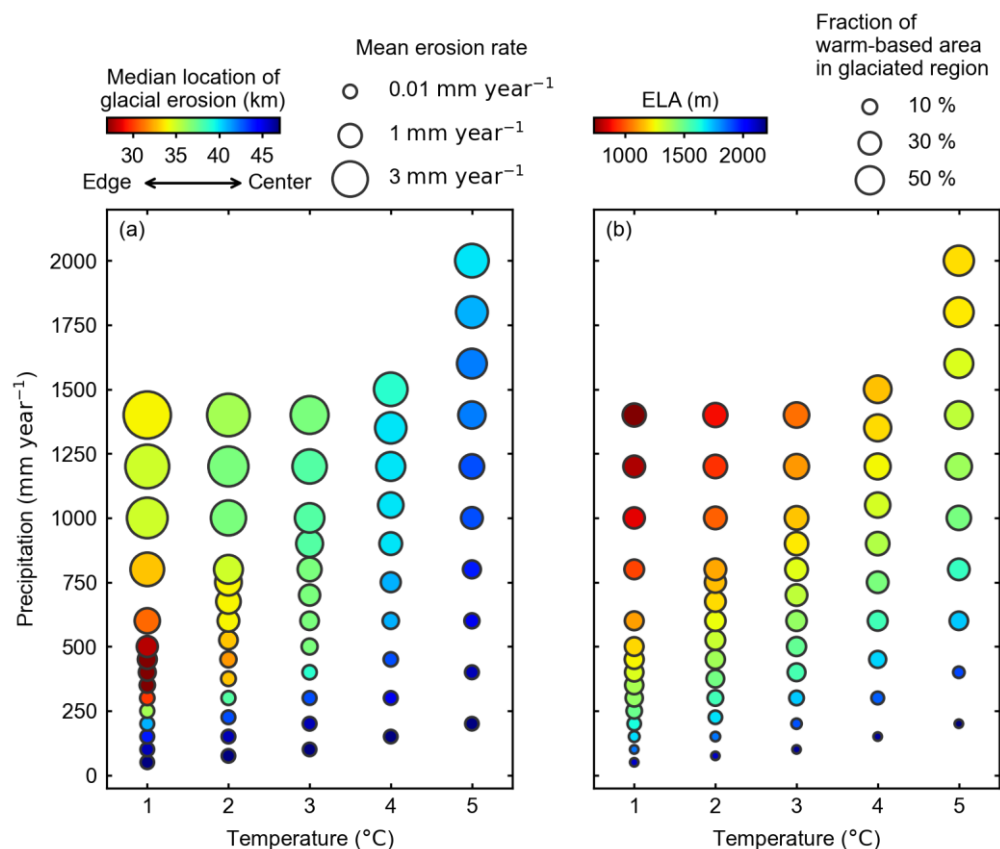 Median location of
glacial erosion (km)
30 35 40 45
Edge Center
Mean erosion rate
0.01 mm year⁻¹
1 mm year⁻¹
3 mm year⁻¹
ELA (m)
1000 1500 2000
Fraction of
warm-based area
in glaciated region
10 %
30 %
50 %
(a)
Precipitation (mm year⁻¹)
2000
1750
1500
1250
1000
750
500
250
0
1 2 3 4 5
Temperature (°C)
(b)
1 2 3 4 5
Temperature (°C)